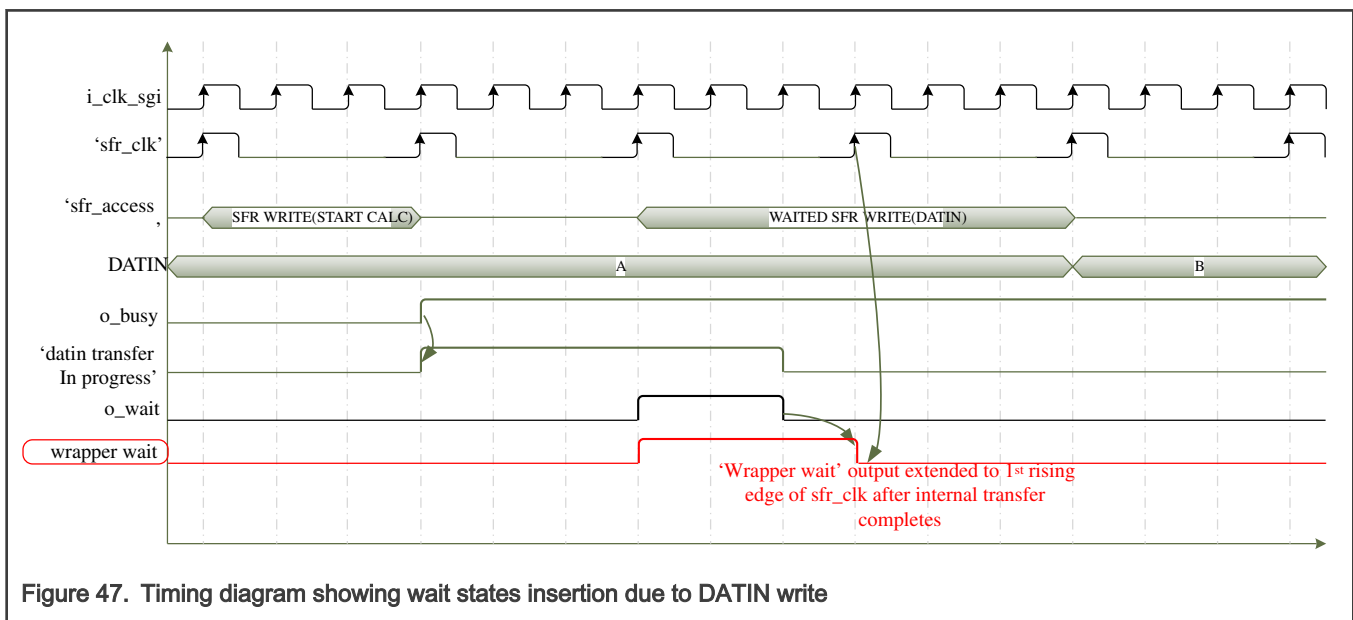 i_clk_sgi
‘sfr_clk’
‘sfr_access
,
SFR WRITE(START CALC)
WAITED SFR WRITE(DATIN)
DATIN
A
B
o_busy
‘datin transfer
In progress’
o_wait
wrapper wait
‘Wrapper wait’ output extended to 1st rising
edge of sfr_clk after internal transfer
completes
Figure 47. Timing diagram showing wait states insertion due to DATIN write